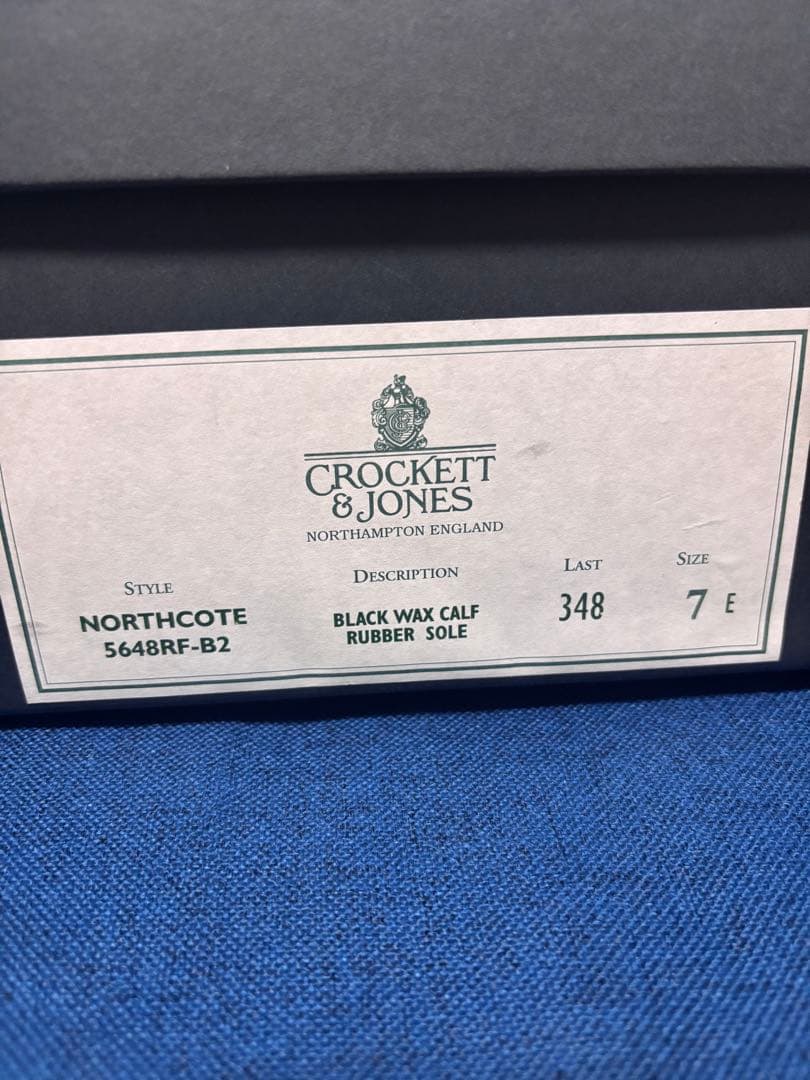 CROCKETT
& JONES
NORTHAMPTON ENGLAND
STYLE DESCRIPTION LAST SIZE
NORTHCOTE BLACK WAX CALF 348 7 E
5648RF-B2 RUBBER SOLE